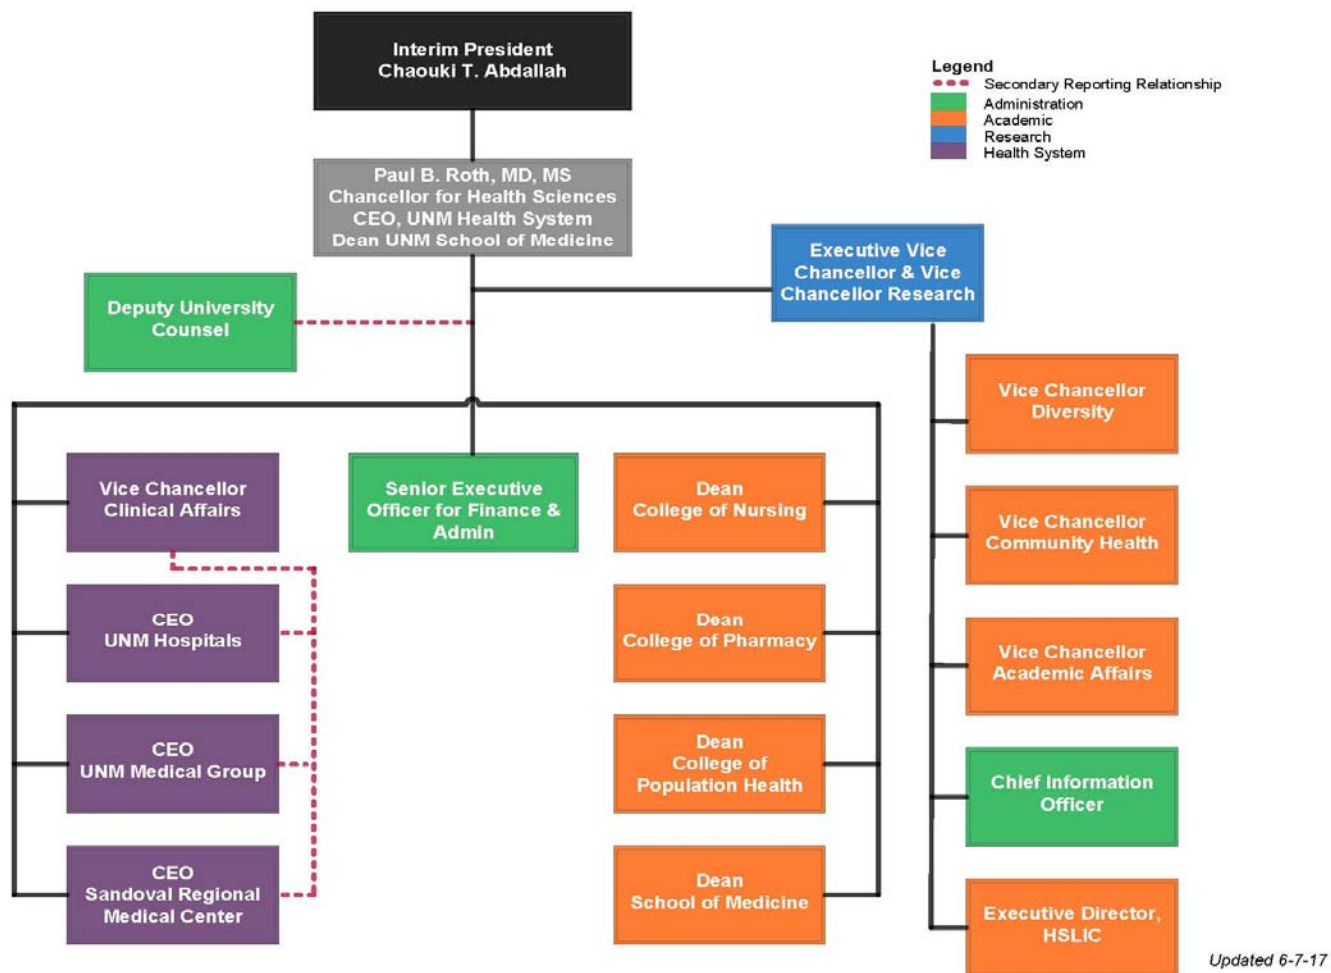 Interim President
Chaouki T. Abdallah
Legend
Secondary Reporting Relationship
Administration
Academic
Research
Health System
Paul B. Roth, MD, MS
Chancellor for Health Sciences
CEO, UNM Health System
Dean UNM School of Medicine
Executive Vice
Chancellor & Vice
Chancellor Research
Deputy University
Counsel
Vice Chancellor
Clinical Affairs
CEO
UNM Hospitals
CEO
UNM Medical Group
CEO
Sandoval Regional
Medical Center
Senior Executive
Officer for Finance &
Admin
Dean
College of Nursing
Dean
College of Pharmacy
Dean
College of
Population Health
Dean
School of Medicine
Vice Chancellor
Diversity
Vice Chancellor
Community Health
Vice Chancellor
Academic Affairs
Chief Information
Officer
Executive Director,
HSLIC
Updated 6-7-17